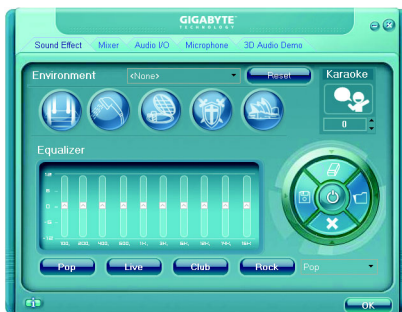 GIGABYTE
TECHNOLOGY
Sound Effect Mixer Audio I/O Microphone 3D Audio Demo
Environment <None> Reset Karaoke
0
Equalizer
Pop Live Club Rock Pop
OK